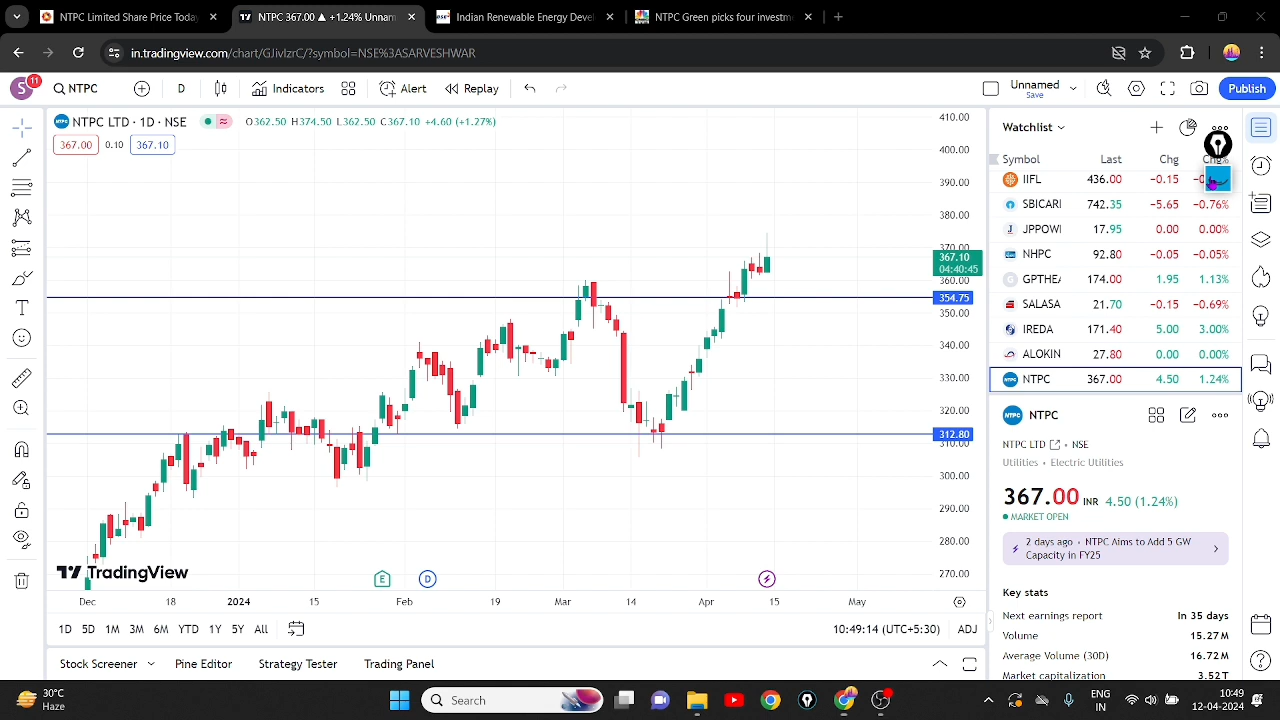 NTPC Limited Share Price Today
NTPC 367.00 ▲ +1.24% Unnam
Indian Renewable Energy Devel
NTPC Green picks four investme
in.tradingview.com/chart/GJivIzrC/?symbol=NSE%3ASARVESHWAR
S 11 NTPC D Indicators Alert Replay Unnamed Save Publish
NTPC LTD · 1D · NSE O362.50 H374.50 L362.50 C367.10 +4.60 (+1.27%)
367.00 0.10 367.10
410.00
400.00
390.00
380.00
370.00
367.10
04:40:45
360.00
354.75
350.00
340.00
330.00
320.00
312.80
310.00
300.00
290.00
280.00
270.00
TradingView
E D
Dec 18 2024 15 Feb 19 Mar 14 Apr 15 May
1D 5D 1M 3M 6M YTD 1Y 5Y All 10:49:14 (UTC+5:30) ADJ
Stock Screener Pine Editor Strategy Tester Trading Panel
Watchlist
Symbol Last Chg Chg%
IIFL 436.00 −0.15
SBICARI 742.35 −5.65 −0.76%
JPPOWI 17.95 0.00 0.00%
NHPC 92.80 −0.05 −0.05%
GPTHEA 174.00 1.95 1.13%
SALASA 21.70 −0.15 −0.69%
IREDA 171.40 5.00 3.00%
ALOKIN 27.80 0.00 0.00%
NTPC 367.00 4.50 1.24%
NTPC
NTPC LTD • NSE
Utilities • Electric Utilities
367.00 INR 4.50 (1.24%)
MARKET OPEN
2 days ago • NTPC Aims to Add 5 GW
Capacity in FY25
Key stats
Next earnings report In 35 days
Volume 15.27M
Average Volume (30D) 16.72M
Market capitalization 3.52T
30°C
Haze
Search
ENG
IN
10:49
12-04-2024